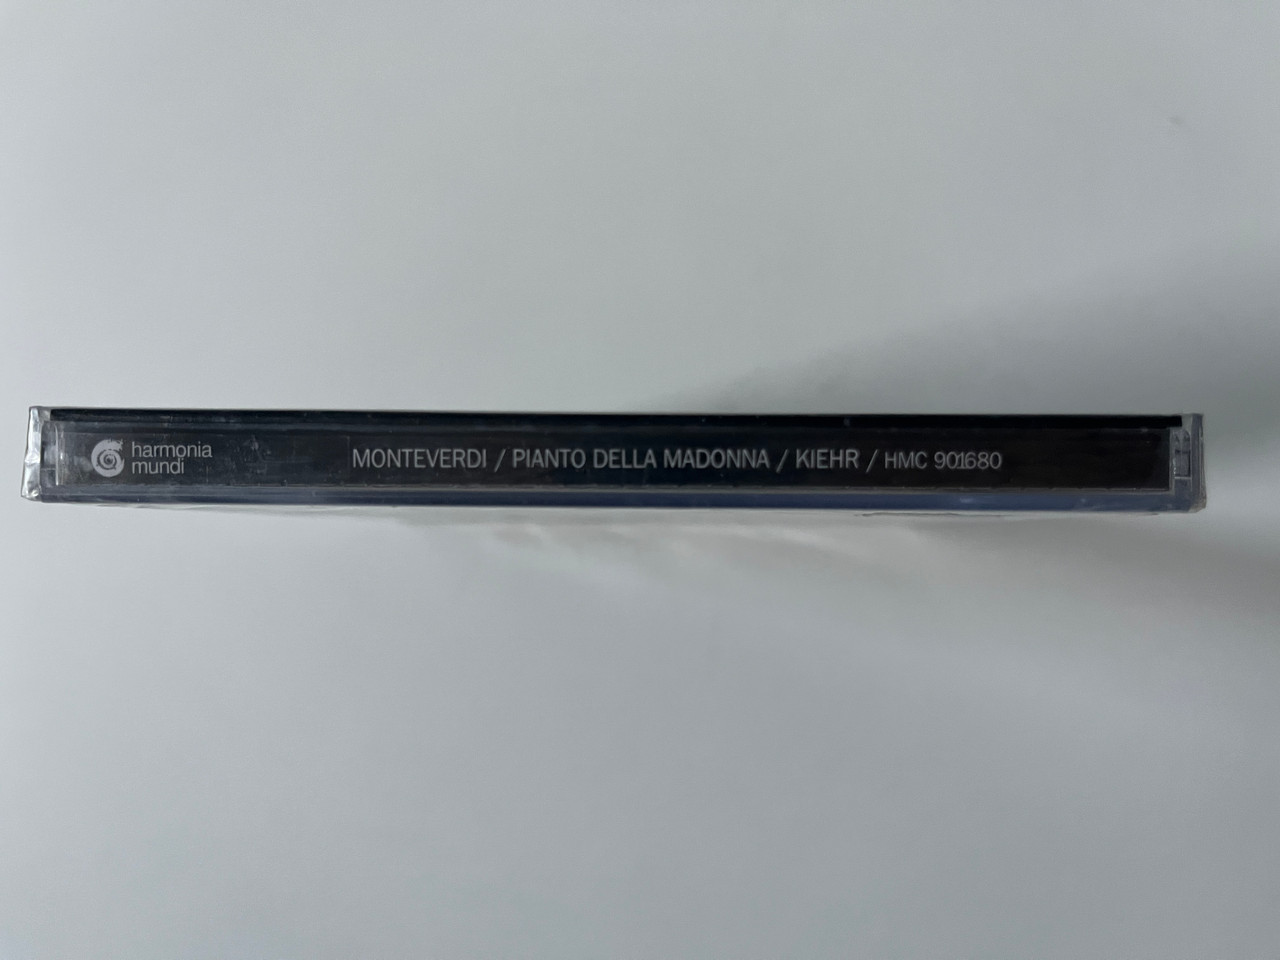 harmonia
mundi
MONTEVERDI / PIANTO DELLA MADONNA / KIEHR / HMC 901680